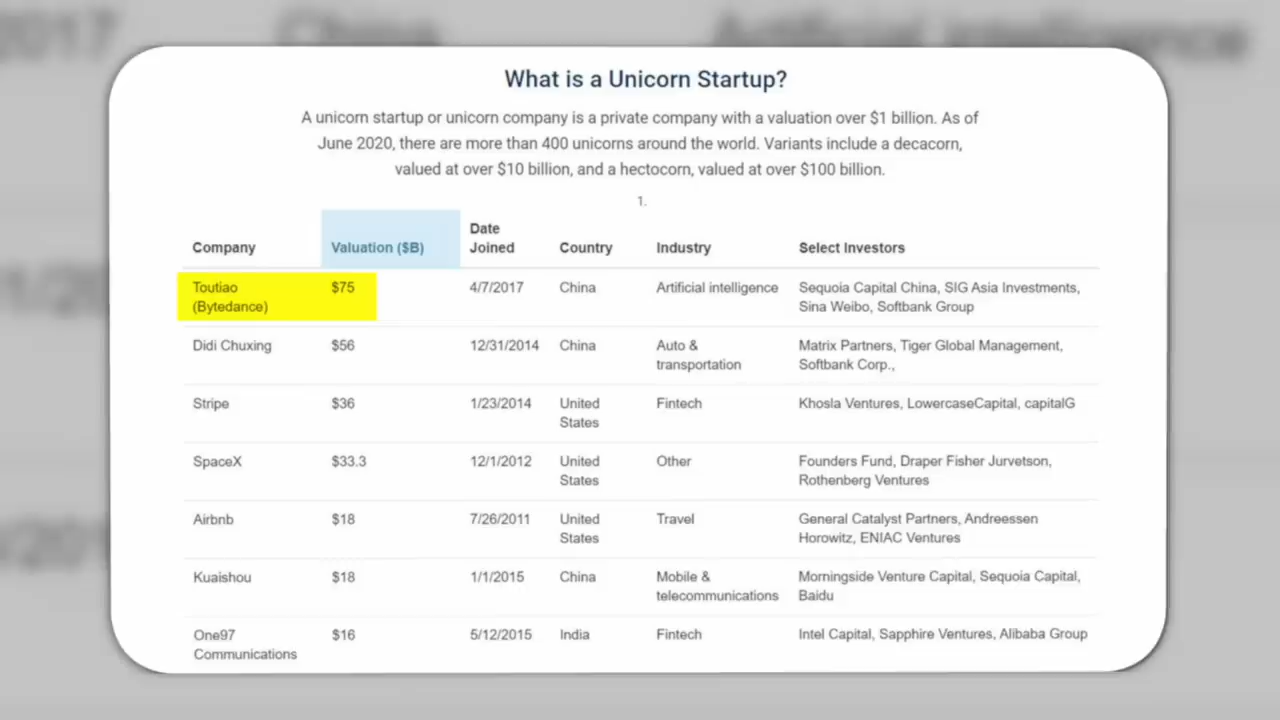 2017 China Artificial intelligence
What is a Unicorn Startup?
A unicorn startup or unicorn company is a private company with a valuation over $1 billion. As of
June 2020, there are more than 400 unicorns around the world. Variants include a decacorn,
valued at over $10 billion, and a hectocorn, valued at over $100 billion.
1.
Company Valuation ($B) Date Joined Country Industry Select Investors
Toutiao (Bytedance) $75 4/7/2017 China Artificial intelligence Sequoia Capital China, SIG Asia Investments, Sina Weibo, Softbank Group
Didi Chuxing $56 12/31/2014 China Auto & transportation Matrix Partners, Tiger Global Management, Softbank Corp.,
Stripe $36 1/23/2014 United States Fintech Khosla Ventures, LowercaseCapital, capitalG
SpaceX $33.3 12/1/2012 United States Other Founders Fund, Draper Fisher Jurvetson, Rothenberg Ventures
Airbnb $18 7/26/2011 United States Travel General Catalyst Partners, Andreessen Horowitz, ENIAC Ventures
Kuaishou $18 1/1/2015 China Mobile & telecommunications Morningside Venture Capital, Sequoia Capital, Baidu
One97 Communications $16 5/12/2015 India Fintech Intel Capital, Sapphire Ventures, Alibaba Group